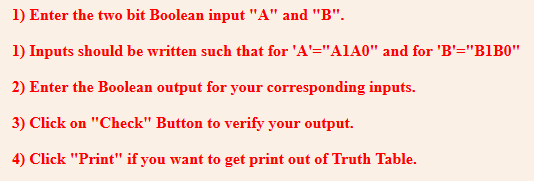 1) Enter the two bit Boolean input "A" and "B".
1) Inputs should be written such that for 'A'="A1A0" and for 'B'="B1B0"
2) Enter the Boolean output for your corresponding inputs.
3) Click on "Check" Button to verify your output.
4) Click "Print" if you want to get print out of Truth Table.